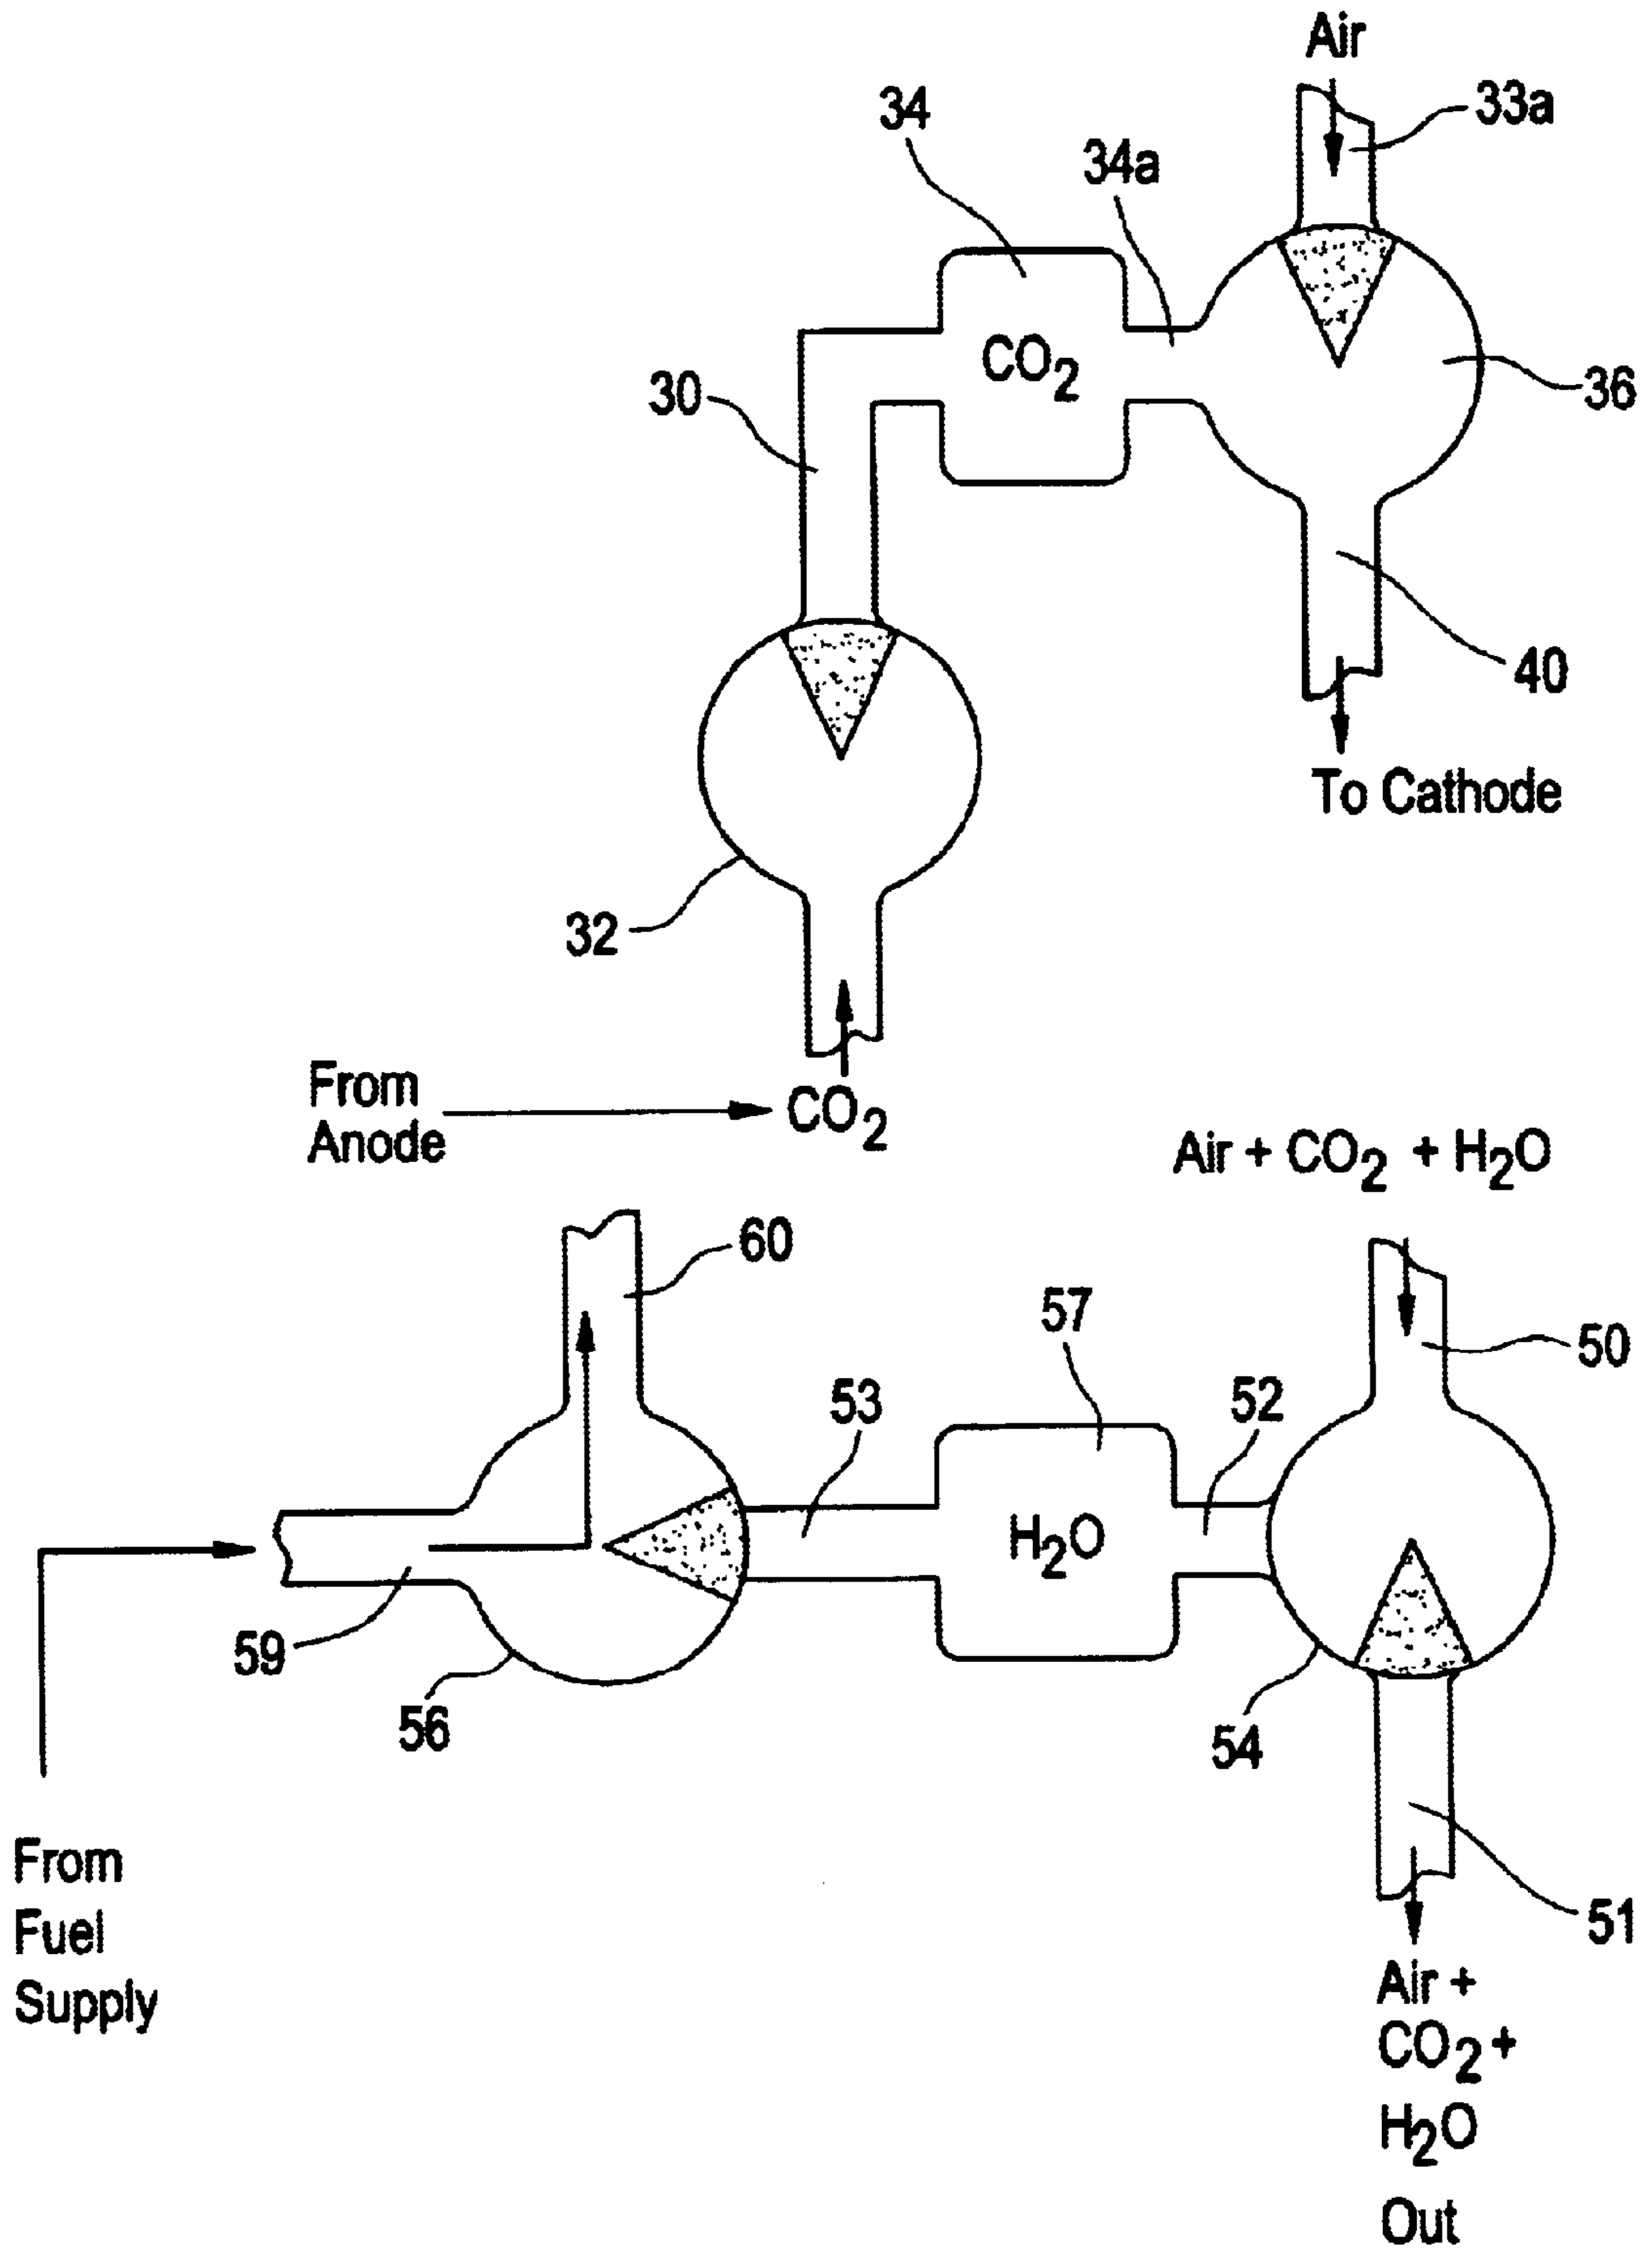 Air
33a
34
34a
CO2
30
36
40
To Cathode
32
From
Anode
CO2
Air + CO2 + H2O
60
57
50
53
52
H2O
59
56
54
51
From
Fuel
Supply
Air +
CO2 +
H2O
Out